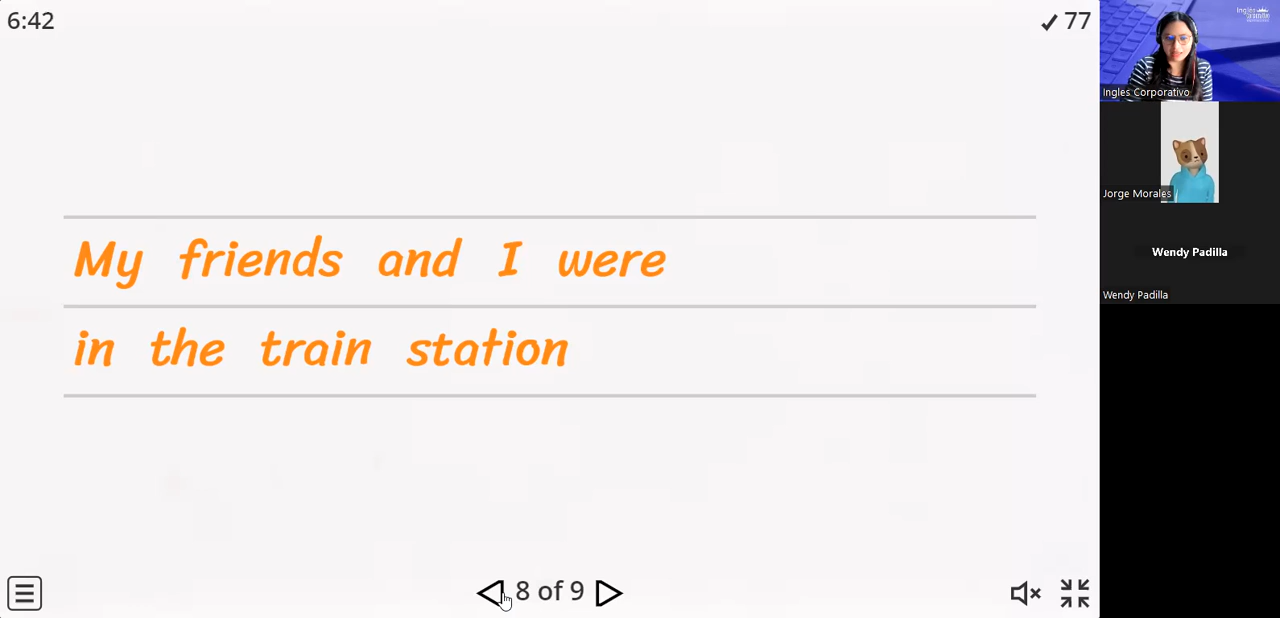 6:42
✓ 77
My friends and I were
in the train station
8 of 9
Ingles Corporativo
Jorge Morales
Wendy Padilla
Wendy Padilla